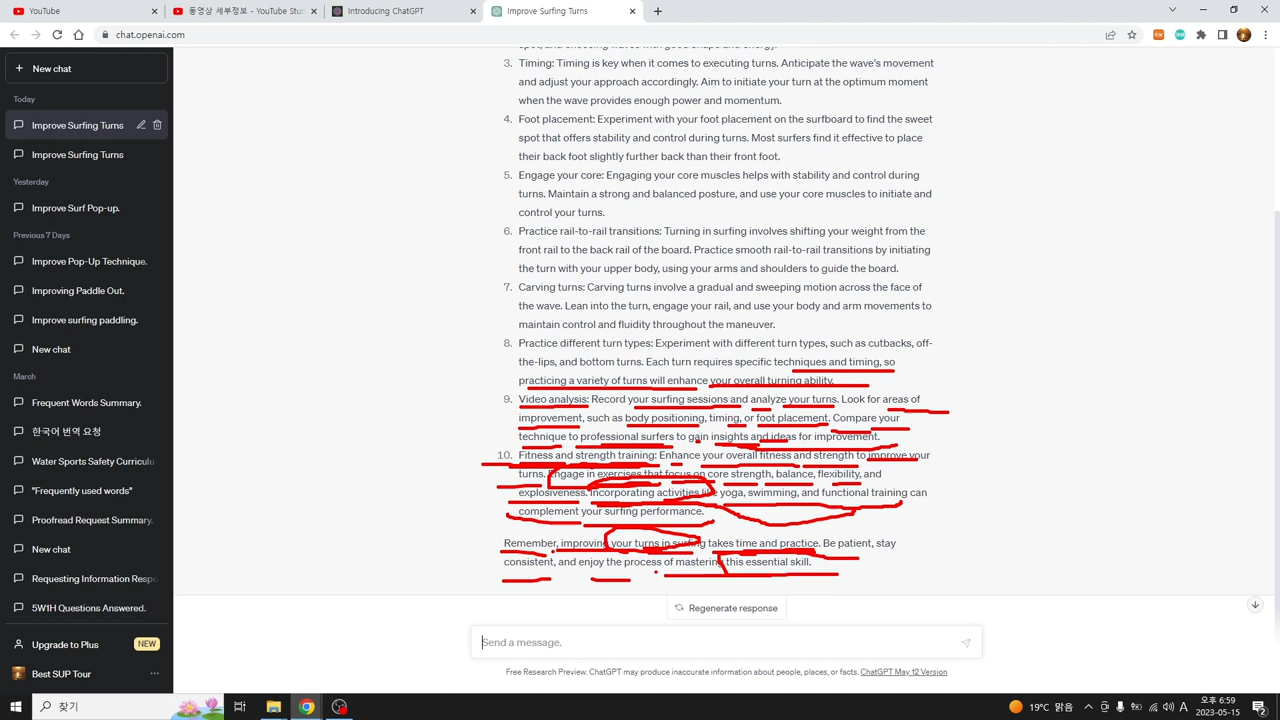 YouTube
동영상 세부정보 - YouTube Stu
Introducing ChatGPT
Improve Surfing Turns
chat.openai.com
New chat
Today
Improve Surfing Turns
Improve Surfing Turns
Yesterday
Improve Surf Pop-up.
Previous 7 Days
Improve Pop-Up Technique.
Improving Paddle Out.
Improve surfing paddling.
New chat
March
Frequent Words Summary.
한국어 번역 요청
Water Sports Safety Curriculu
"Frequently used words"
Proofread Request Summary.
New chat
Requesting Information Respo
5W1H Questions Answered.
Upgrade to Plus NEW
Best SUP Tour
spot, and choosing waves with good shape and energy.
3. Timing: Timing is key when it comes to executing turns. Anticipate the wave's movement
and adjust your approach accordingly. Aim to initiate your turn at the optimum moment
when the wave provides enough power and momentum.
4. Foot placement: Experiment with your foot placement on the surfboard to find the sweet
spot that offers stability and control during turns. Most surfers find it effective to place
their back foot slightly further back than their front foot.
5. Engage your core: Engaging your core muscles helps with stability and control during
turns. Maintain a strong and balanced posture, and use your core muscles to initiate and
control your turns.
6. Practice rail-to-rail transitions: Turning in surfing involves shifting your weight from the
front rail to the back rail of the board. Practice smooth rail-to-rail transitions by initiating
the turn with your upper body, using your arms and shoulders to guide the board.
7. Carving turns: Carving turns involve a gradual and sweeping motion across the face of
the wave. Lean into the turn, engage your rail, and use your body and arm movements to
maintain control and fluidity throughout the maneuver.
8. Practice different turn types: Experiment with different turn types, such as cutbacks, off-
the-lips, and bottom turns. Each turn requires specific techniques and timing, so
practicing a variety of turns will enhance your overall turning ability.
9. Video analysis: Record your surfing sessions and analyze your turns. Look for areas of
improvement, such as body positioning, timing, or foot placement. Compare your
technique to professional surfers to gain insights and ideas for improvement.
10. Fitness and strength training: Enhance your overall fitness and strength to improve your
turns. Engage in exercises that focus on core strength, balance, flexibility, and
explosiveness. Incorporating activities like yoga, swimming, and functional training can
complement your surfing performance.
Remember, improving your turns in surfing takes time and practice. Be patient, stay
consistent, and enjoy the process of mastering this essential skill.
Regenerate response
Send a message.
Free Research Preview. ChatGPT may produce inaccurate information about people, places, or facts. ChatGPT May 12 Version
찾기
19°C 맑음
A
오후 6:59
2023-05-15
2